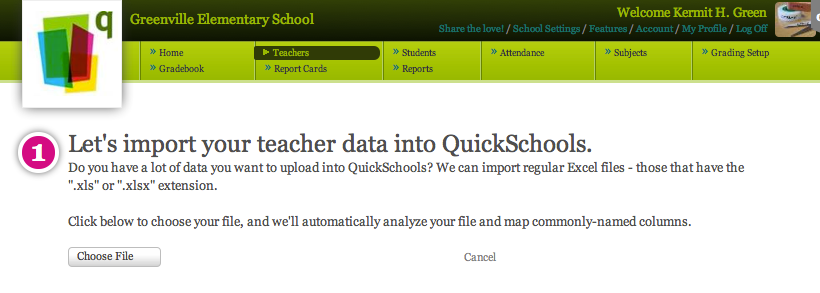 q
Greenville Elementary School
Welcome Kermit H. Green
Share the love! / School Settings / Features / Account / My Profile / Log Off
» Home
► Teachers
» Students
» Attendance
» Subjects
» Grading Setup
» Gradebook
» Report Cards
» Reports
1
Let's import your teacher data into QuickSchools.
Do you have a lot of data you want to upload into QuickSchools? We can import regular Excel files - those that have the
".xls" or ".xlsx" extension.
Click below to choose your file, and we'll automatically analyze your file and map commonly-named columns.
Choose File
Cancel